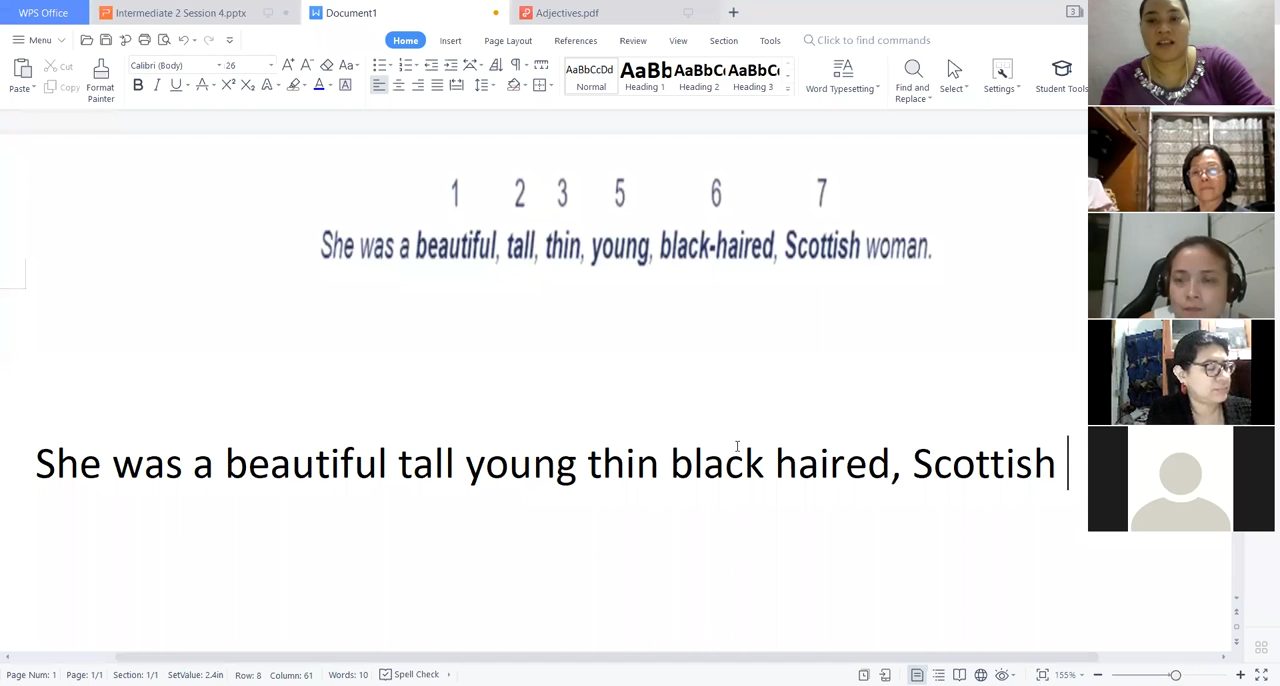 WPS Office Intermediate 2 Session 4.pptx Document1 Adjectives.pdf + 3
Menu Home Insert Page Layout References Review View Section Tools Click to find commands
Paste Cut Copy Format Painter Calibri (Body) 26 AaBbCcDd Normal AaBb Heading 1 AaBbC Heading 2 AaBbC Heading 3 Word Typesetting Find and Replace Select Settings Student Tools
1 2 3 5 6 7
She was a beautiful, tall, thin, young, black-haired, Scottish woman.
She was a beautiful tall young thin black haired, Scottish
Page Num: 1 Page: 1/1 Section: 1/1 SetValue: 2.4in Row: 8 Column: 61 Words: 10 Spell Check 155%